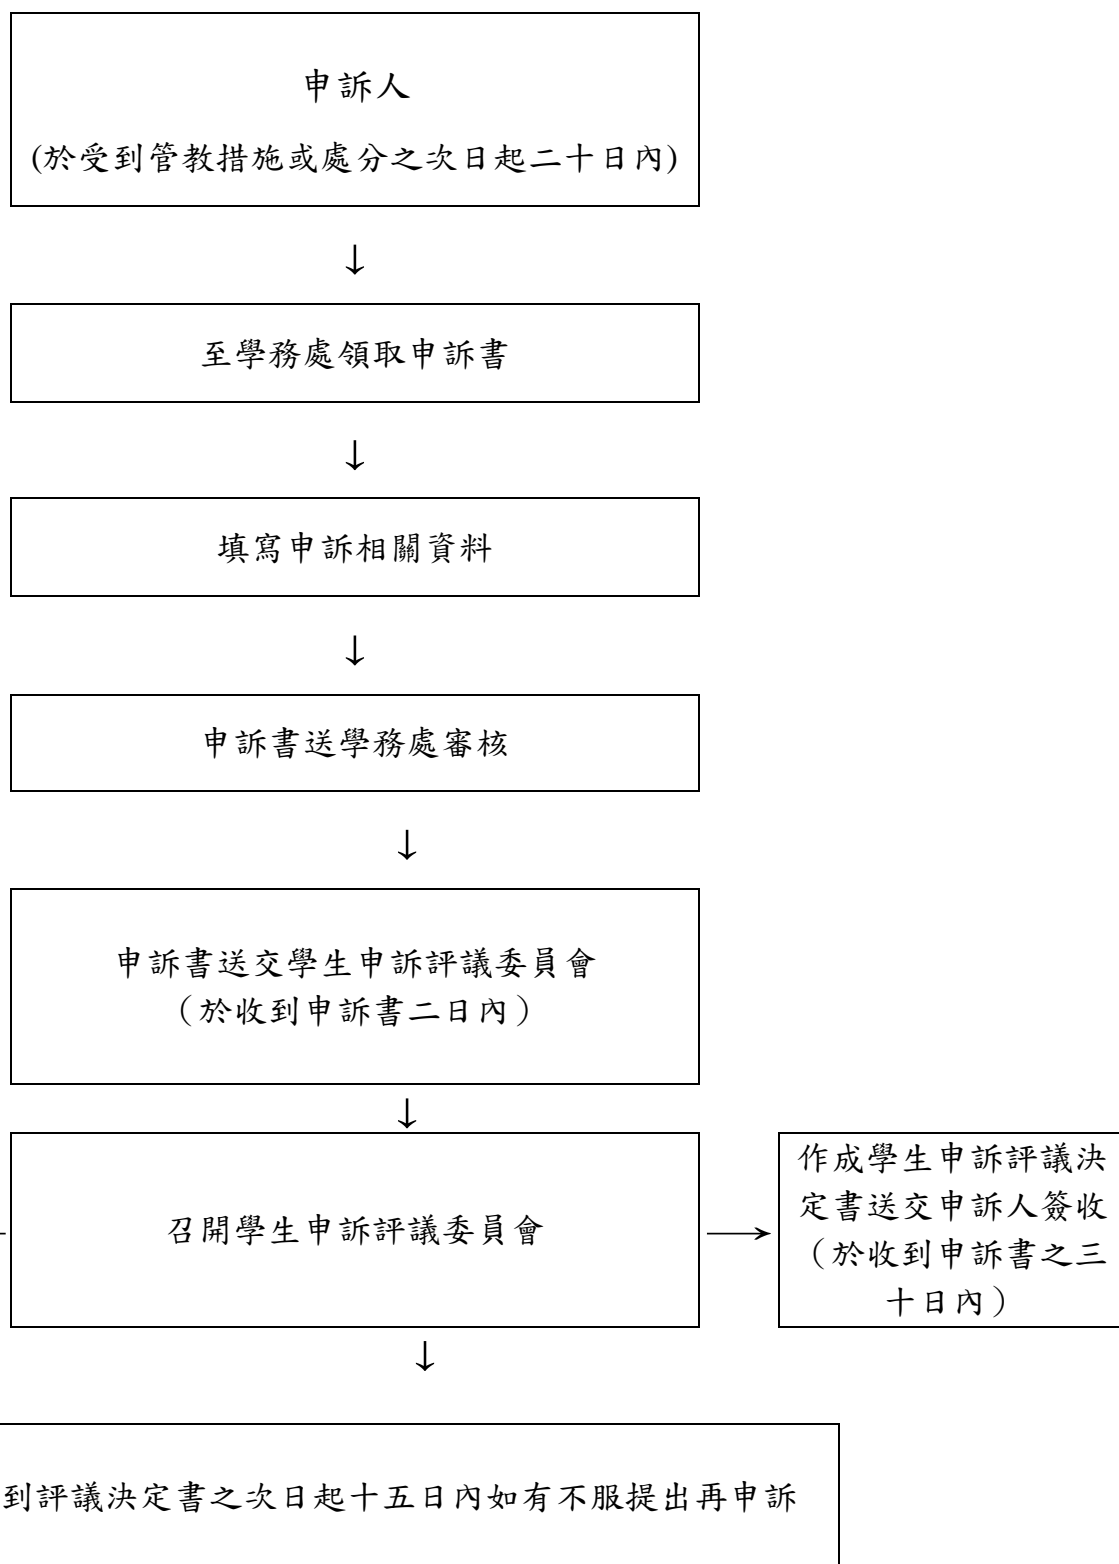 申訴人
(於受到管教措施或處分之次日起二十日內)
↓
至學務處領取申訴書
↓
填寫申訴相關資料
↓
申訴書送學務處審核
↓
申訴書送交學生申訴評議委員會
（於收到申訴書二日內）
↓
召開學生申訴評議委員會
→
作成學生申訴評議決
定書送交申訴人簽收
（於收到申訴書之三
十日內）
↓
到評議決定書之次日起十五日內如有不服提出再申訴